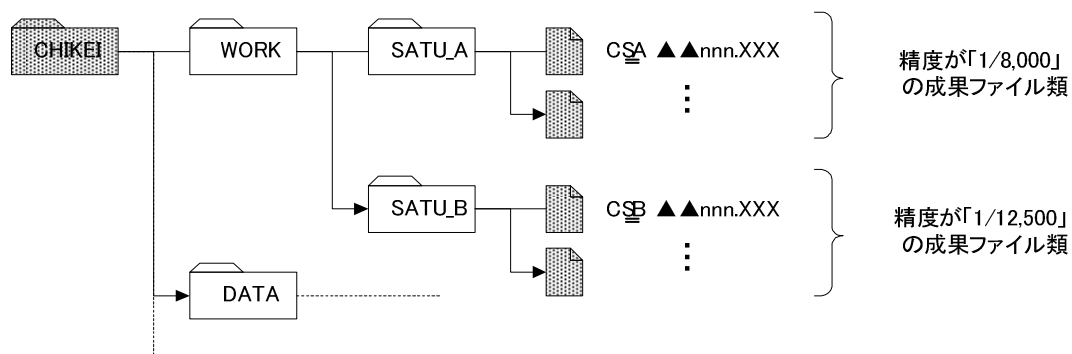 CHIKEI
WORK
SATU_A
CSA ▲▲nnn.XXX
精度が「1/8,000」
の成果ファイル類
SATU_B
CSB ▲▲nnn.XXX
精度が「1/12,500」
の成果ファイル類
DATA